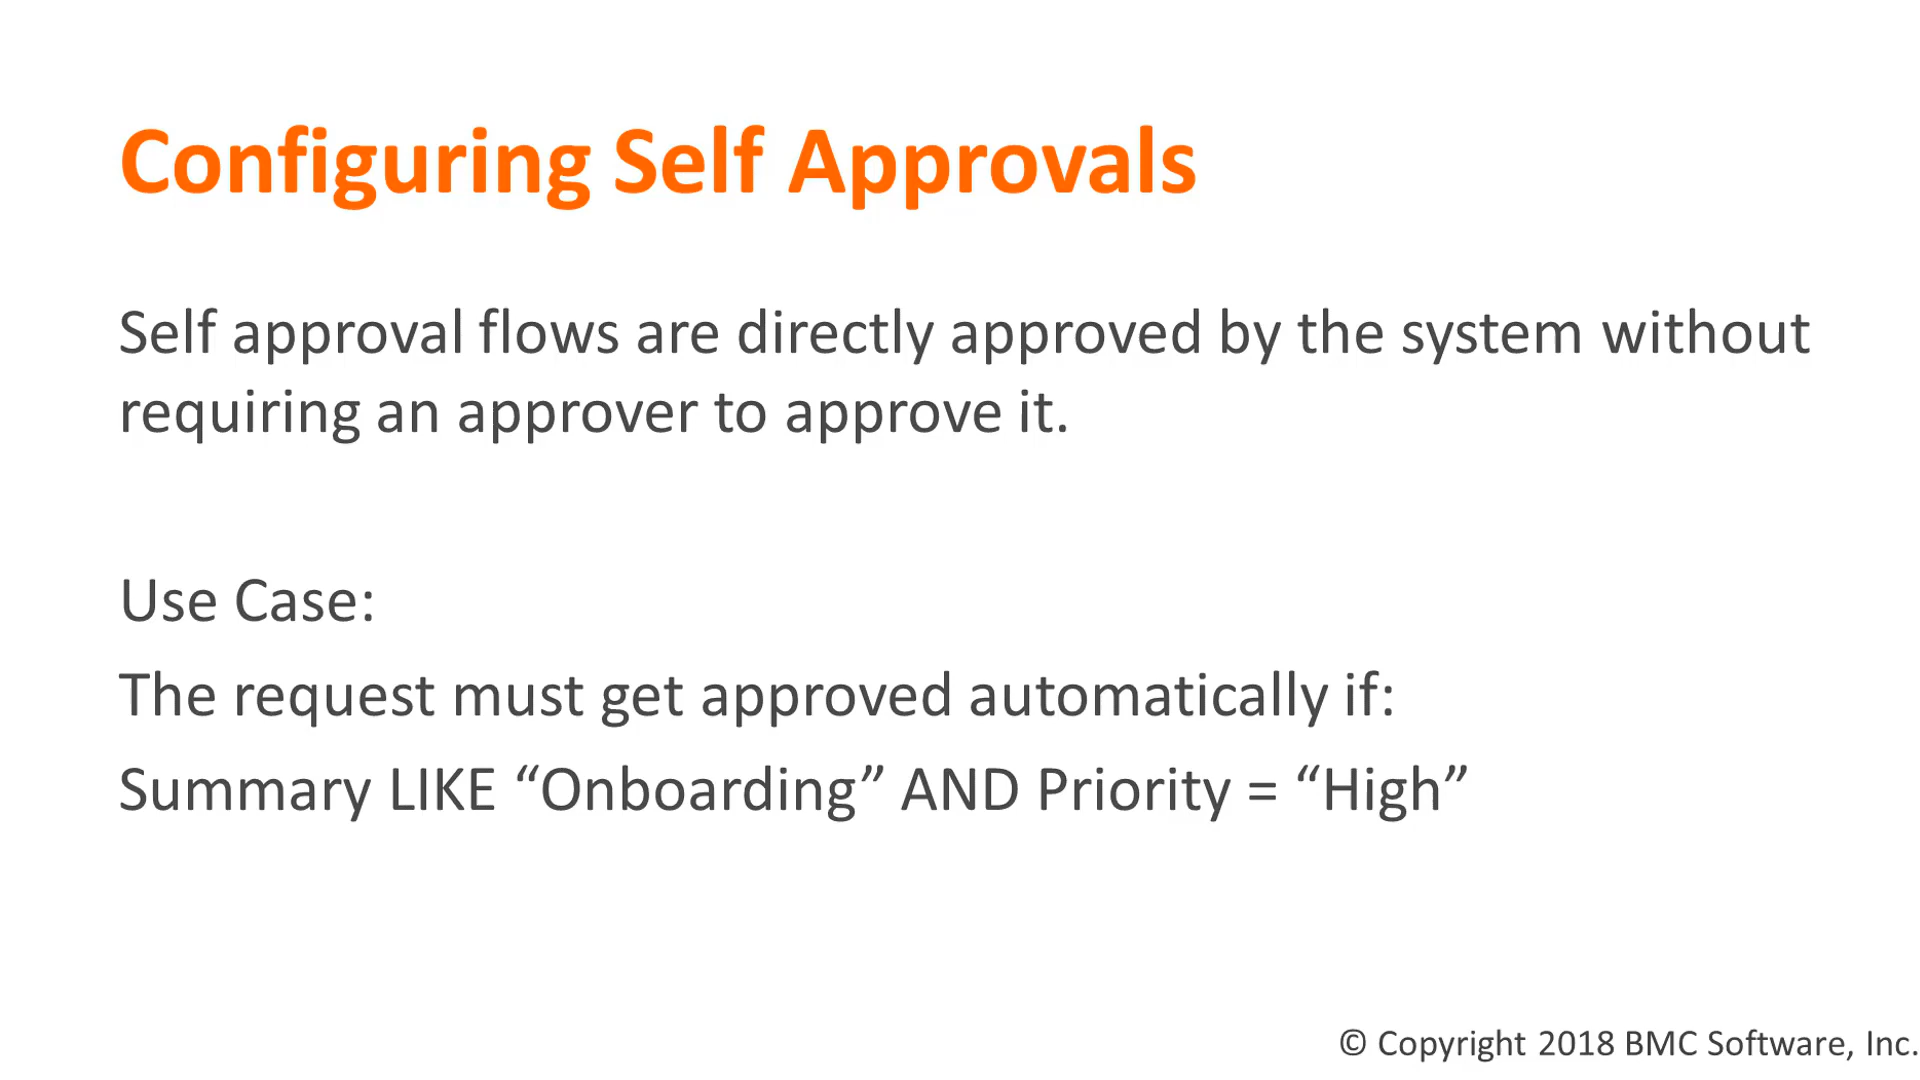 Configuring Self Approvals
Self approval flows are directly approved by the system without
requiring an approver to approve it.
Use Case:
The request must get approved automatically if:
Summary LIKE “Onboarding” AND Priority = “High”
© Copyright 2018 BMC Software, Inc.